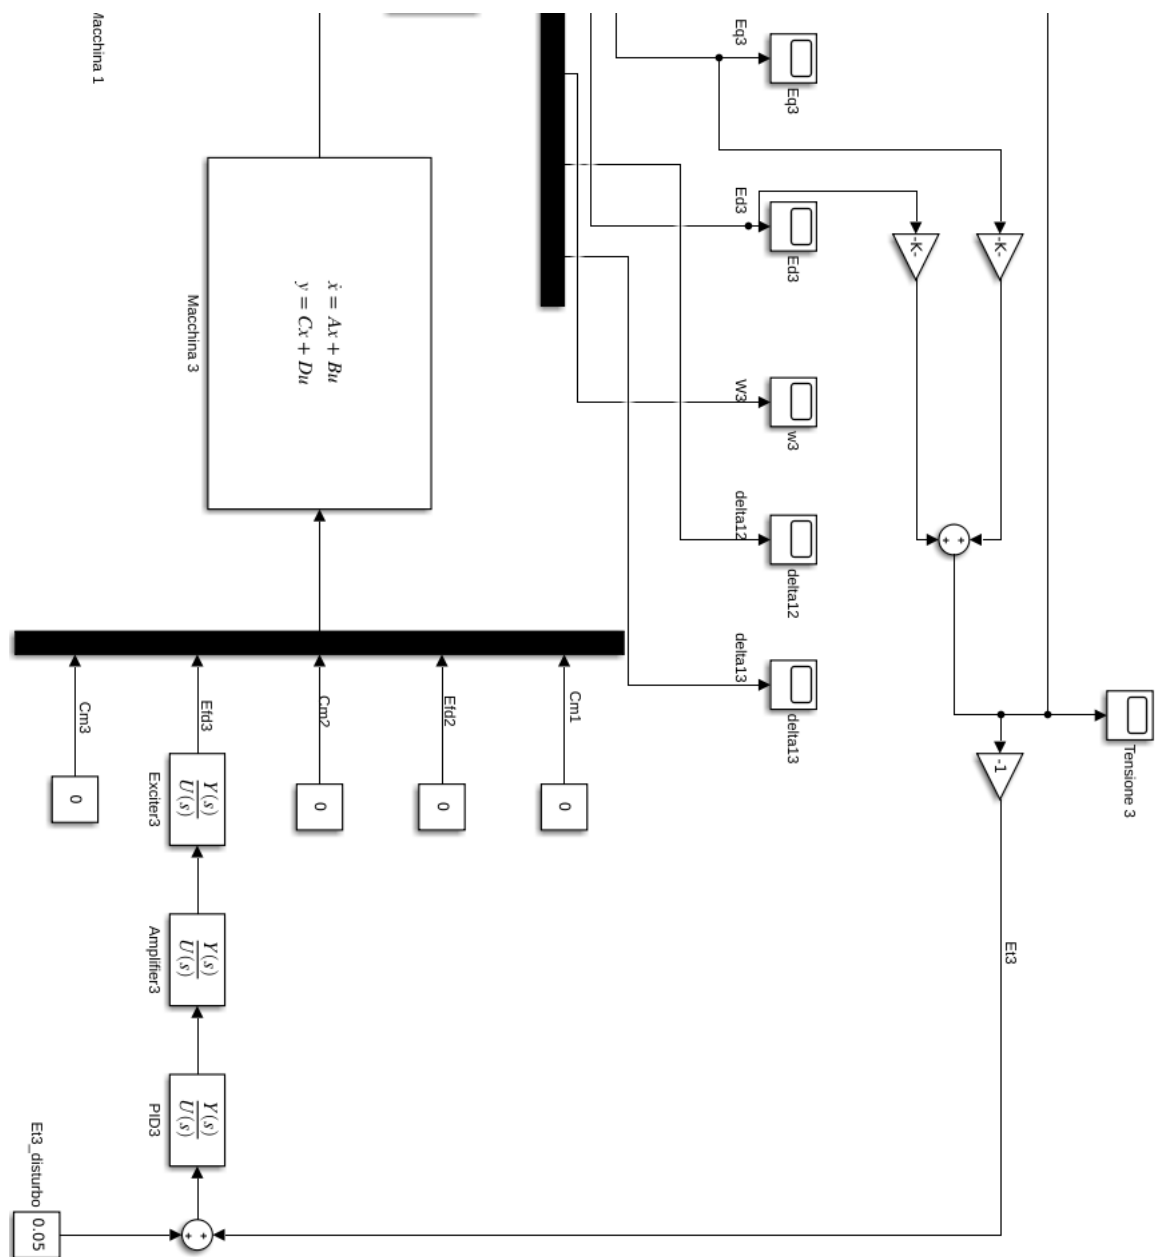 Tensione 3
Et3
-K-
-1
-K-
Eq3
Ed3
w3
delta12
delta13
Eq3
Ed3
W3
delta12
delta13
Cm1
0
Efd2
0
ẋ = Ax + Bu
y = Cx + Du
Cm2
0
Macchina 3
Efd3
Y(s)
U(s)
Exciter3
Y(s)
U(s)
Amplifier3
Y(s)
U(s)
PID3
+
+
+
+
Macchina 1
Cm3
0
Et3_disturbo
0.05